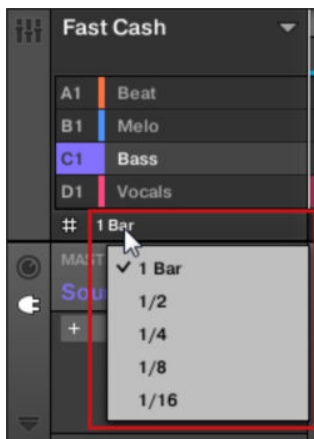 Fast Cash
A1 Beat
B1 Melo
C1 Bass
D1 Vocals
# 1 Bar
✓ 1 Bar
1/2
1/4
1/8
1/16
+